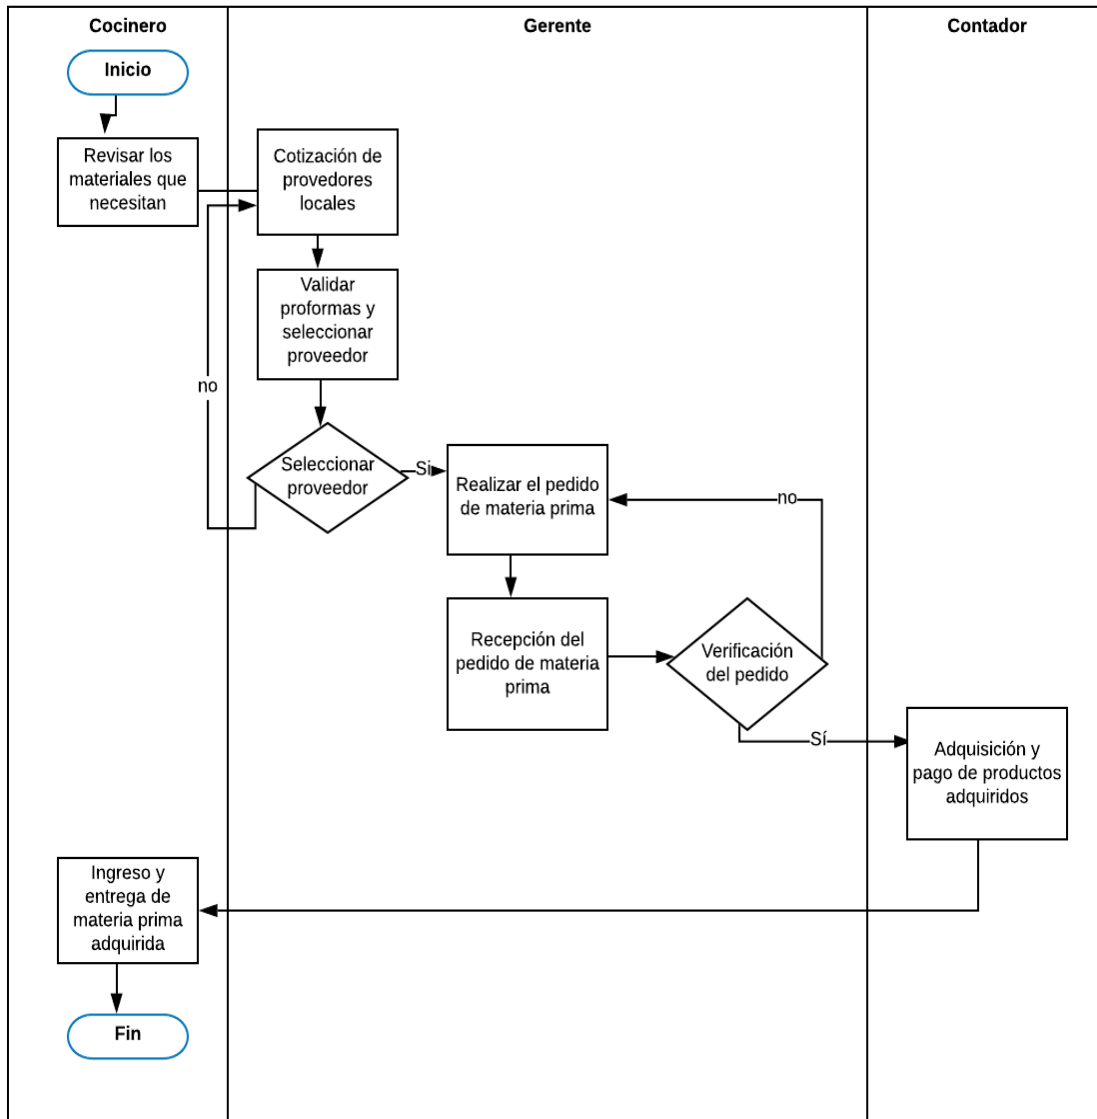 Cocinero
Gerente
Contador
Inicio
Revisar los
materiales que
necesitan
Cotización de
provedores
locales
Validar
proformas y
seleccionar
proveedor
no
Seleccionar
proveedor
Si
Realizar el pedido
de materia prima
no
Recepción del
pedido de materia
prima
Verificación
del pedido
Sí
Adquisición y
pago de productos
adquiridos
Ingreso y
entrega de
materia prima
adquirida
Fin